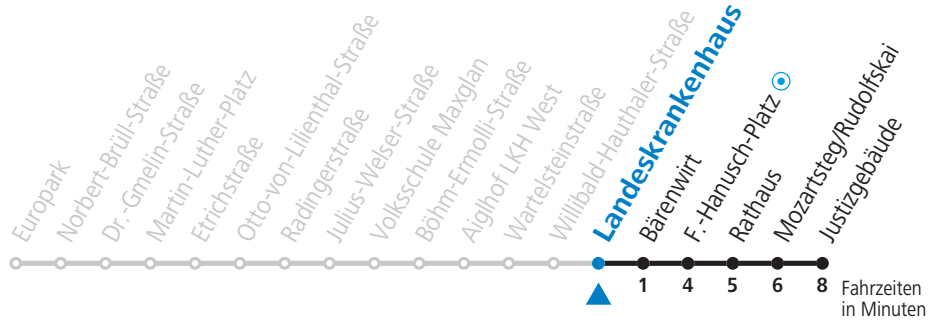 Europark
Norbert-Brüll-Straße
Dr.-Gmelin-Straße
Martin-Luther-Platz
Etrichstraße
Otto-von-Lilienthal-Straße
Radingerstraße
Julius-Welser-Straße
Volksschule Maxglan
Böhm-Ermolli-Straße
Aiglhof LKH West
Wartelsteinstraße
Willibald-Hauthaler-Straße
Landeskrankenhaus
Bärenwirt
F.-Hanusch-Platz
Rathaus
Mozartsteg/Rudolfskai
Justizgebäude
1 4 5 6 8
Fahrzeiten
in Minuten